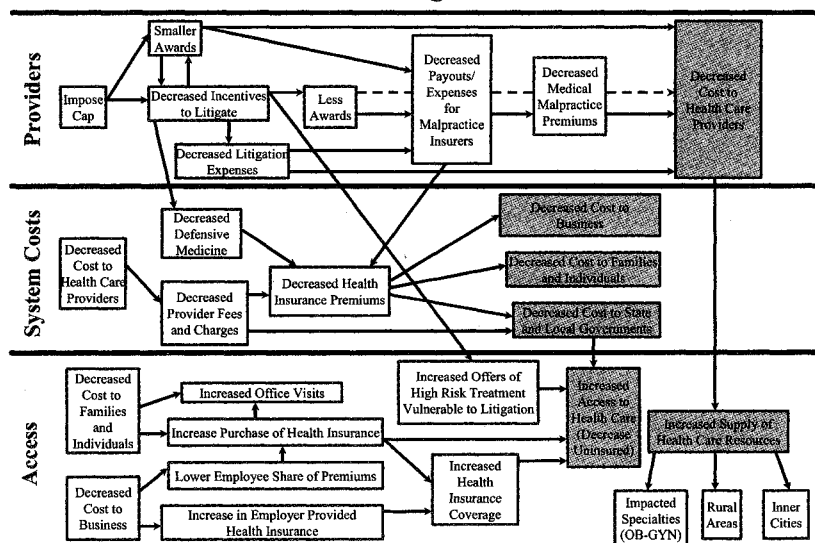 Providers
Smaller
Awards
Impose
Cap
Decreased Incentives
to Litigate
Less
Awards
Decreased Litigation
Expenses
Decreased
Payouts/
Expenses
for
Malpractice
Insurers
Decreased
Medical
Malpractice
Premiums
Decreased
Cost to
Health Care
Providers
System Costs
Decreased
Defensive
Medicine
Decreased
Cost to
Health Care
Providers
Decreased
Provider Fees
and Charges
Decreased Health
Insurance Premiums
Decreased Cost to
Business
Decreased Cost to Families
and Individuals
Decreased Cost to State
and Local Governments
Access
Decreased
Cost to
Families
and
Individuals
Increased Office Visits
Increase Purchase of Health Insurance
Lower Employee Share of Premiums
Decreased
Cost to
Business
Increase in Employer Provided
Health Insurance
Increased
Health
Insurance
Coverage
Increased Offers of
High Risk Treatment
Vulnerable to Litigation
Increased
Access to
Health Care
(Decrease
Uninsured)
Increased Supply of
Health Care Resources
Impacted
Specialties
(OB-GYN)
Rural
Areas
Inner
Cities